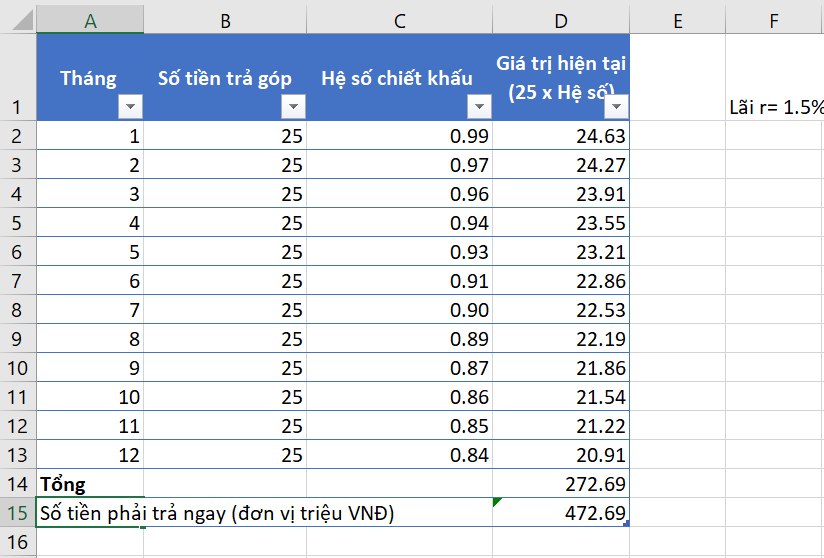 A B C D E F
1 Tháng Số tiền trả góp Hệ số chiết khấu Giá trị hiện tại (25 x Hệ số) Lãi r= 1.5%
2 1 25 0.99 24.63
3 2 25 0.97 24.27
4 3 25 0.96 23.91
5 4 25 0.94 23.55
6 5 25 0.93 23.21
7 6 25 0.91 22.86
8 7 25 0.90 22.53
9 8 25 0.89 22.19
10 9 25 0.87 21.86
11 10 25 0.86 21.54
12 11 25 0.85 21.22
13 12 25 0.84 20.91
14 Tổng 272.69
15 Số tiền phải trả ngay (đơn vị triệu VNĐ) 472.69
16